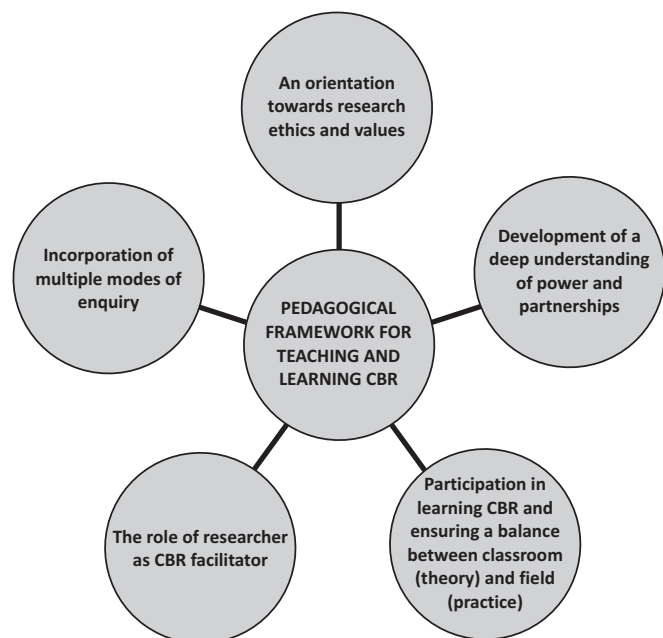 An orientation
towards research
ethics and values
Development of a
deep understanding
of power and
partnerships
Incorporation of
multiple modes of
enquiry
PEDAGOGICAL
FRAMEWORK FOR
TEACHING AND
LEARNING CBR
Participation in
learning CBR and
ensuring a balance
between classroom
(theory) and field
(practice)
The role of researcher
as CBR facilitator